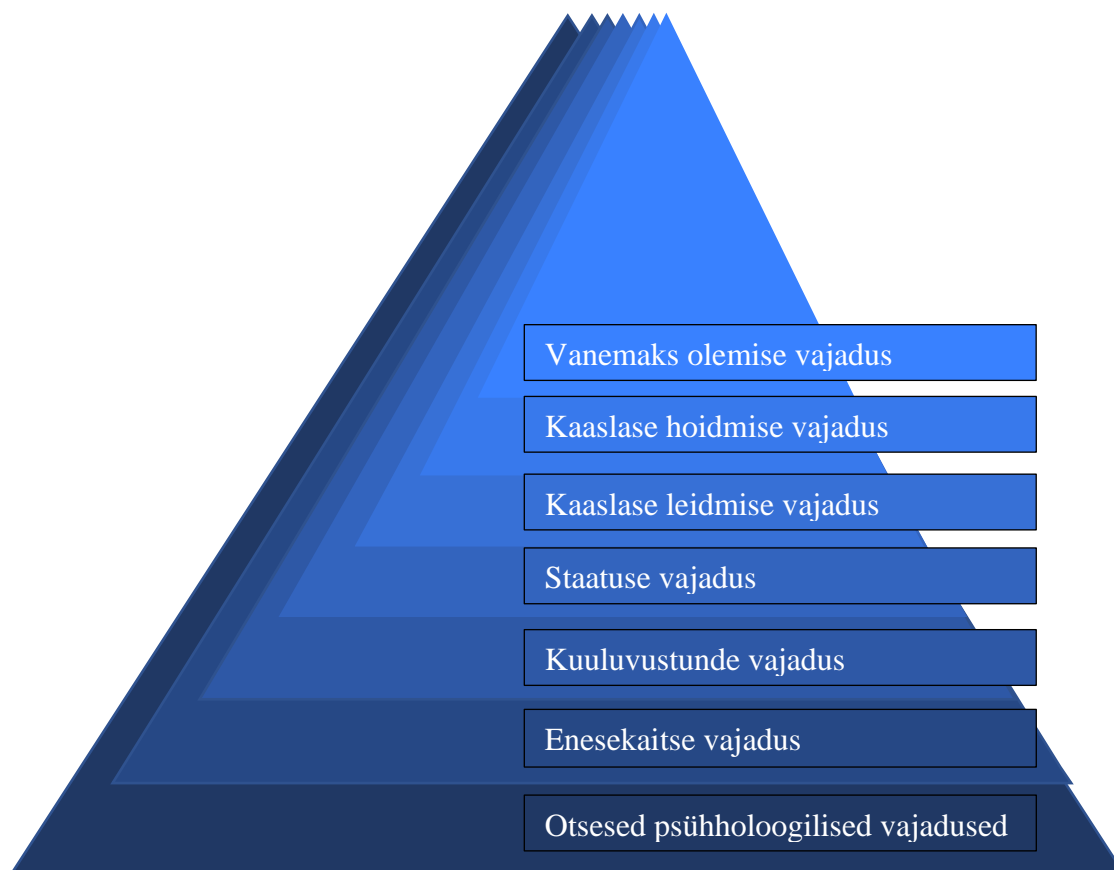 Vanemaks olemise vajadus
Kaaslase hoidmise vajadus
Kaaslase leidmise vajadus
Staatuse vajadus
Kuuluvustunde vajadus
Enesekaitse vajadus
Otsesed psühholoogilised vajadused